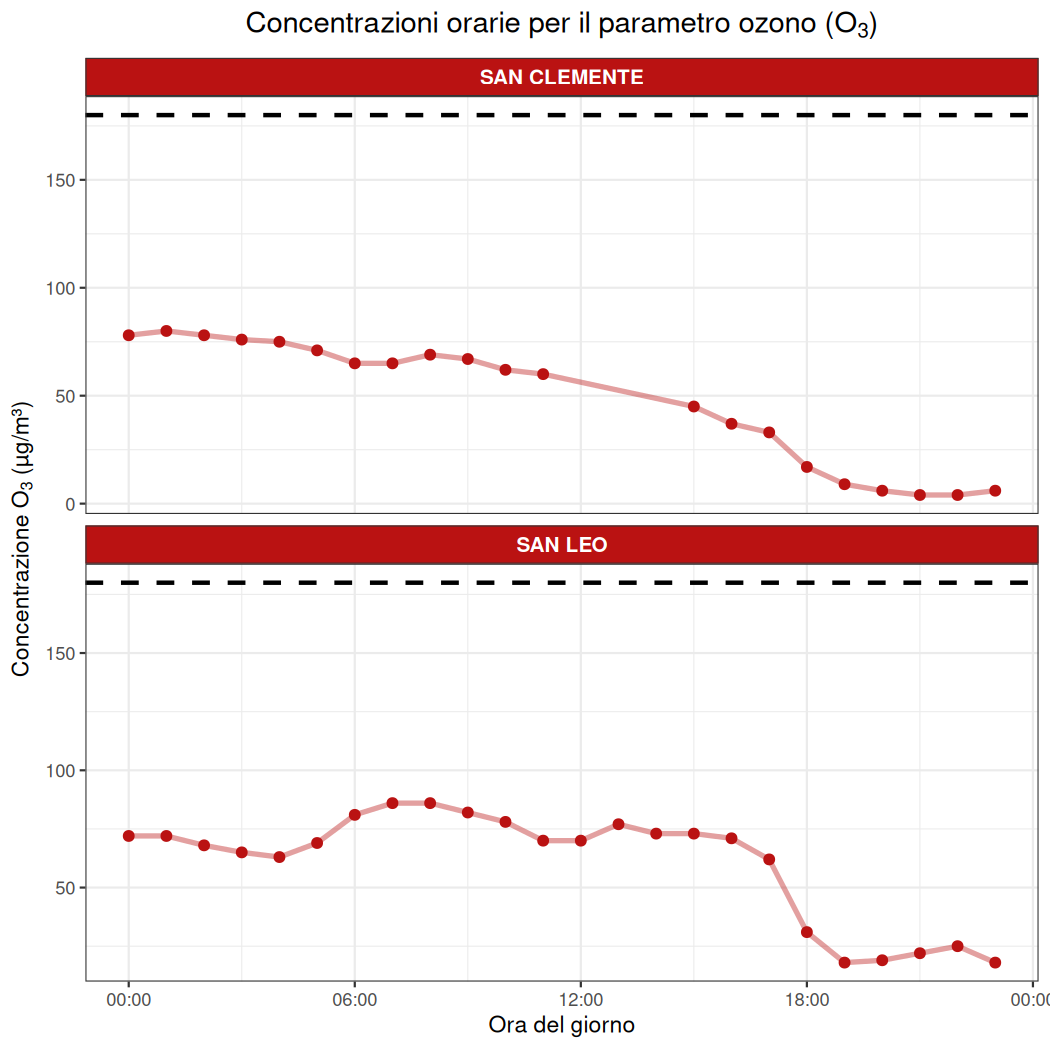 Concentrazioni orarie per il parametro ozono (O₃)
SAN CLEMENTE
150
100
50
0
Concentrazione O₃ (µg/m³)
SAN LEO
150
100
50
00:00 06:00 12:00 18:00 00:00
Ora del giorno